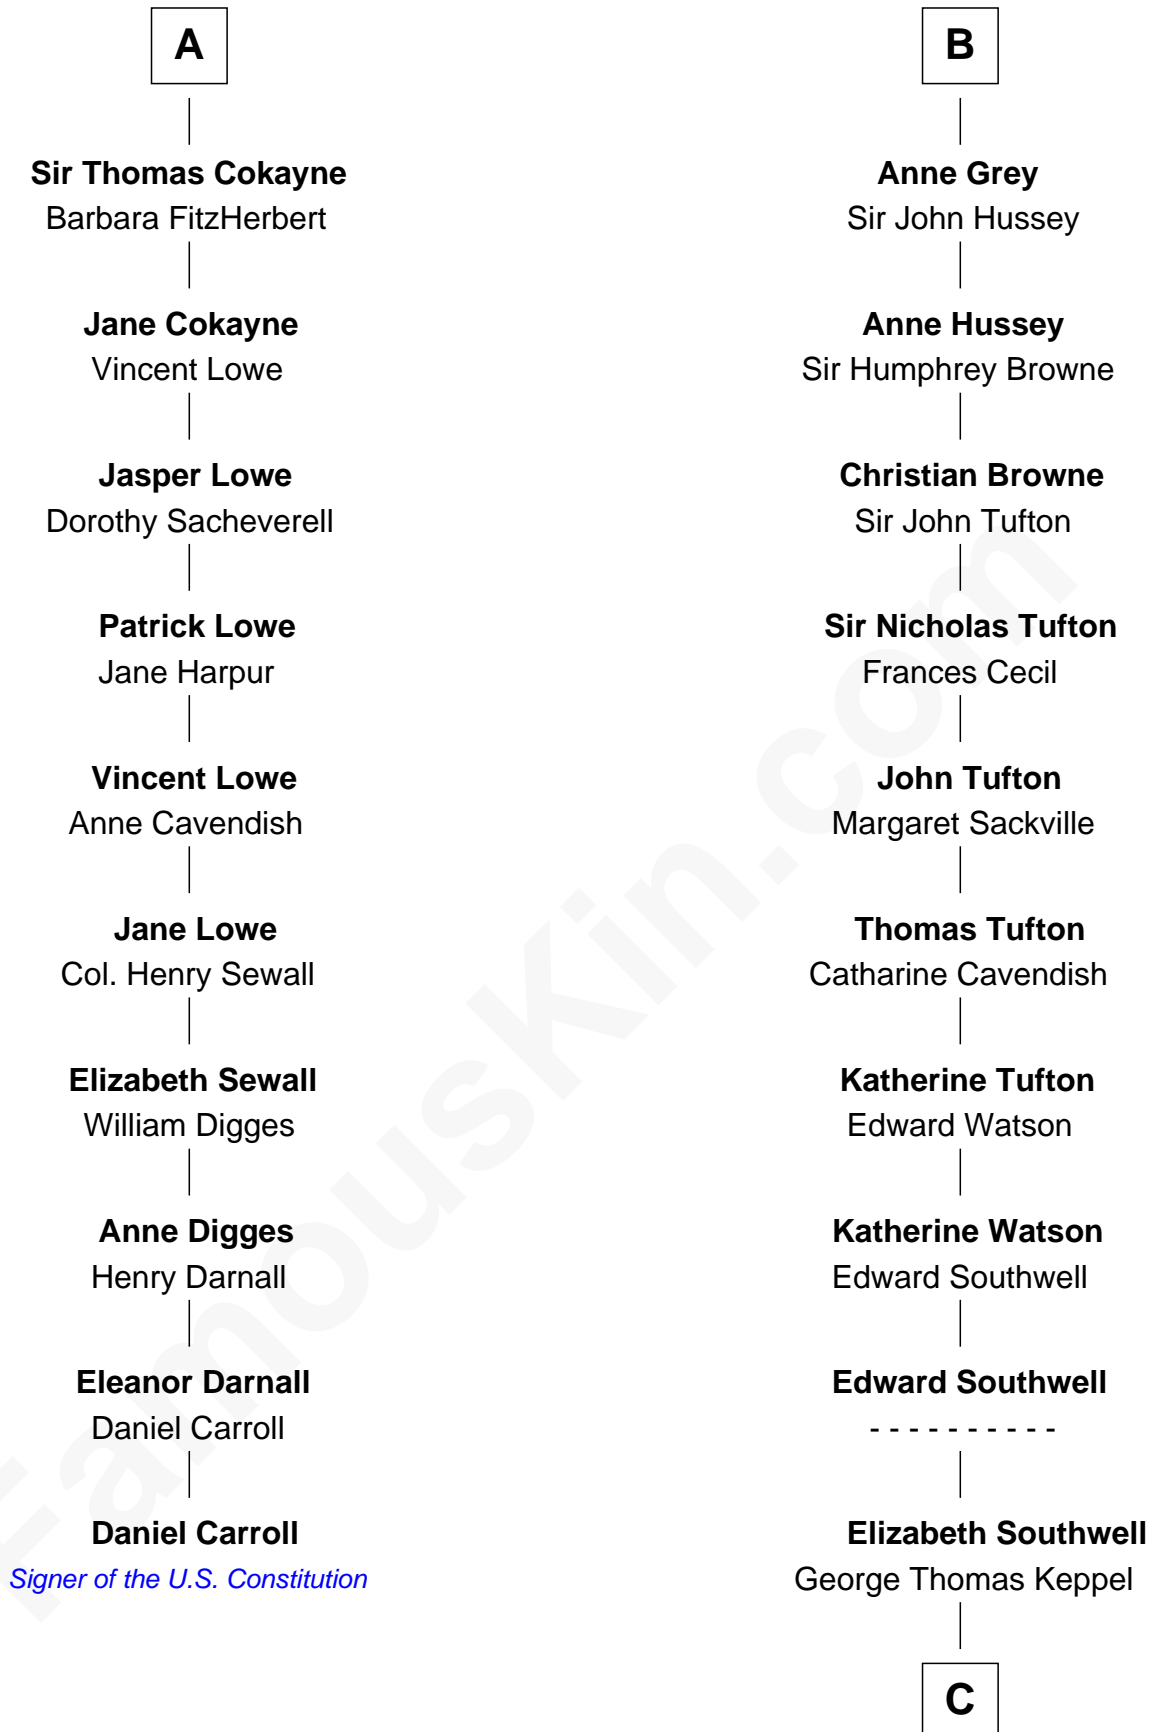 A
Sir Thomas Cokayne
Barbara FitzHerbert
Jane Cokayne
Vincent Lowe
Jasper Lowe
Dorothy Sacheverell
Patrick Lowe
Jane Harpur
Vincent Lowe
Anne Cavendish
Jane Lowe
Col. Henry Sewall
Elizabeth Sewall
William Digges
Anne Digges
Henry Darnall
Eleanor Darnall
Daniel Carroll
Daniel Carroll
Signer of the U.S. Constitution
B
Anne Grey
Sir John Hussey
Anne Hussey
Sir Humphrey Browne
Christian Browne
Sir John Tufton
Sir Nicholas Tufton
Frances Cecil
John Tufton
Margaret Sackville
Thomas Tufton
Catharine Cavendish
Katherine Tufton
Edward Watson
Katherine Watson
Edward Southwell
Edward Southwell
- - - - - - - - - -
Elizabeth Southwell
George Thomas Keppel
C
FamousKin.com